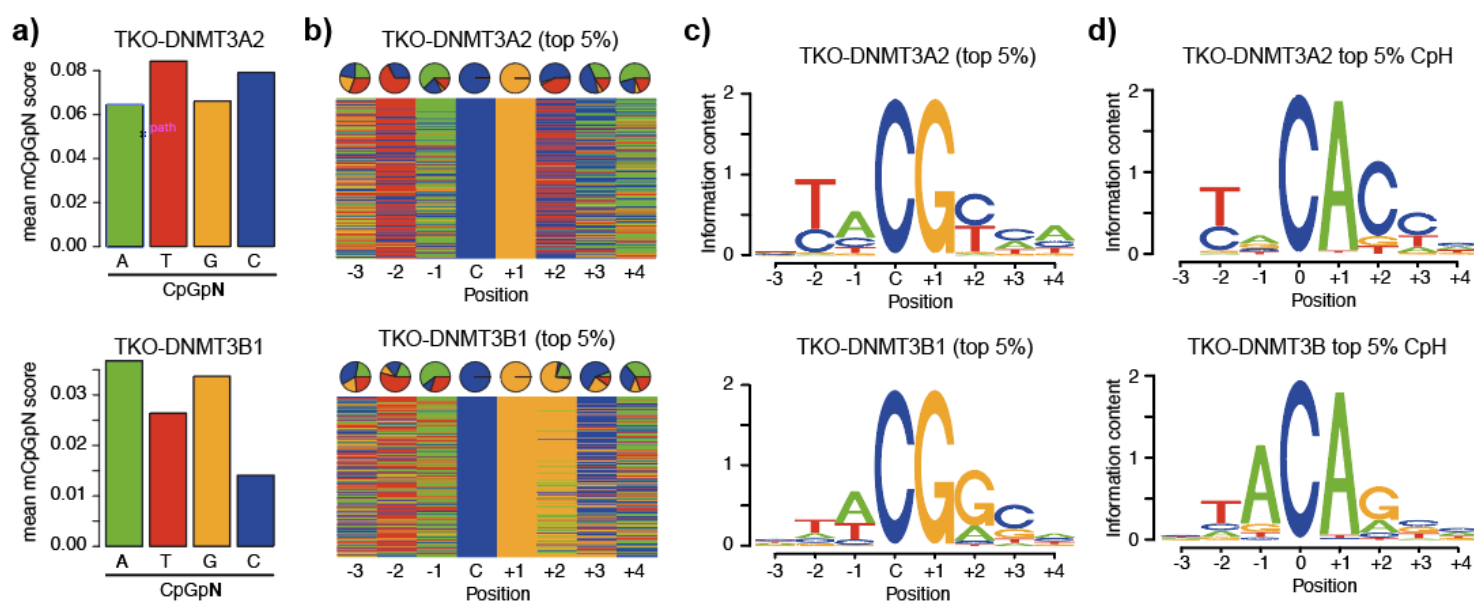 a)
TKO-DNMT3A2
mean mCpGpN score
0.08
0.06
0.04
0.02
0.00
path
A T G C
CpGpN
TKO-DNMT3B1
mean mCpGpN score
0.03
0.02
0.01
0.00
A T G C
CpGpN
b)
TKO-DNMT3A2 (top 5%)
-3 -2 -1 C +1 +2 +3 +4
Position
TKO-DNMT3B1 (top 5%)
-3 -2 -1 C +1 +2 +3 +4
Position
c)
TKO-DNMT3A2 (top 5%)
Information content
2
1
0
T A C G C C A
C C T A C
T T
-3 -2 -1 C +1 +2 +3 +4
Position
TKO-DNMT3B1 (top 5%)
Information content
2
1
0
T A C G G C
T A G
-3 -2 -1 C +1 +2 +3 +4
Position
d)
TKO-DNMT3A2 top 5% CpH
Information content
2
1
0
T A C A C C
C G T
-3 -2 -1 0 +1 +2 +3 +4
Position
TKO-DNMT3B top 5% CpH
Information content
2
1
0
T A C A G
C G A
-3 -2 -1 0 +1 +2 +3 +4
Position